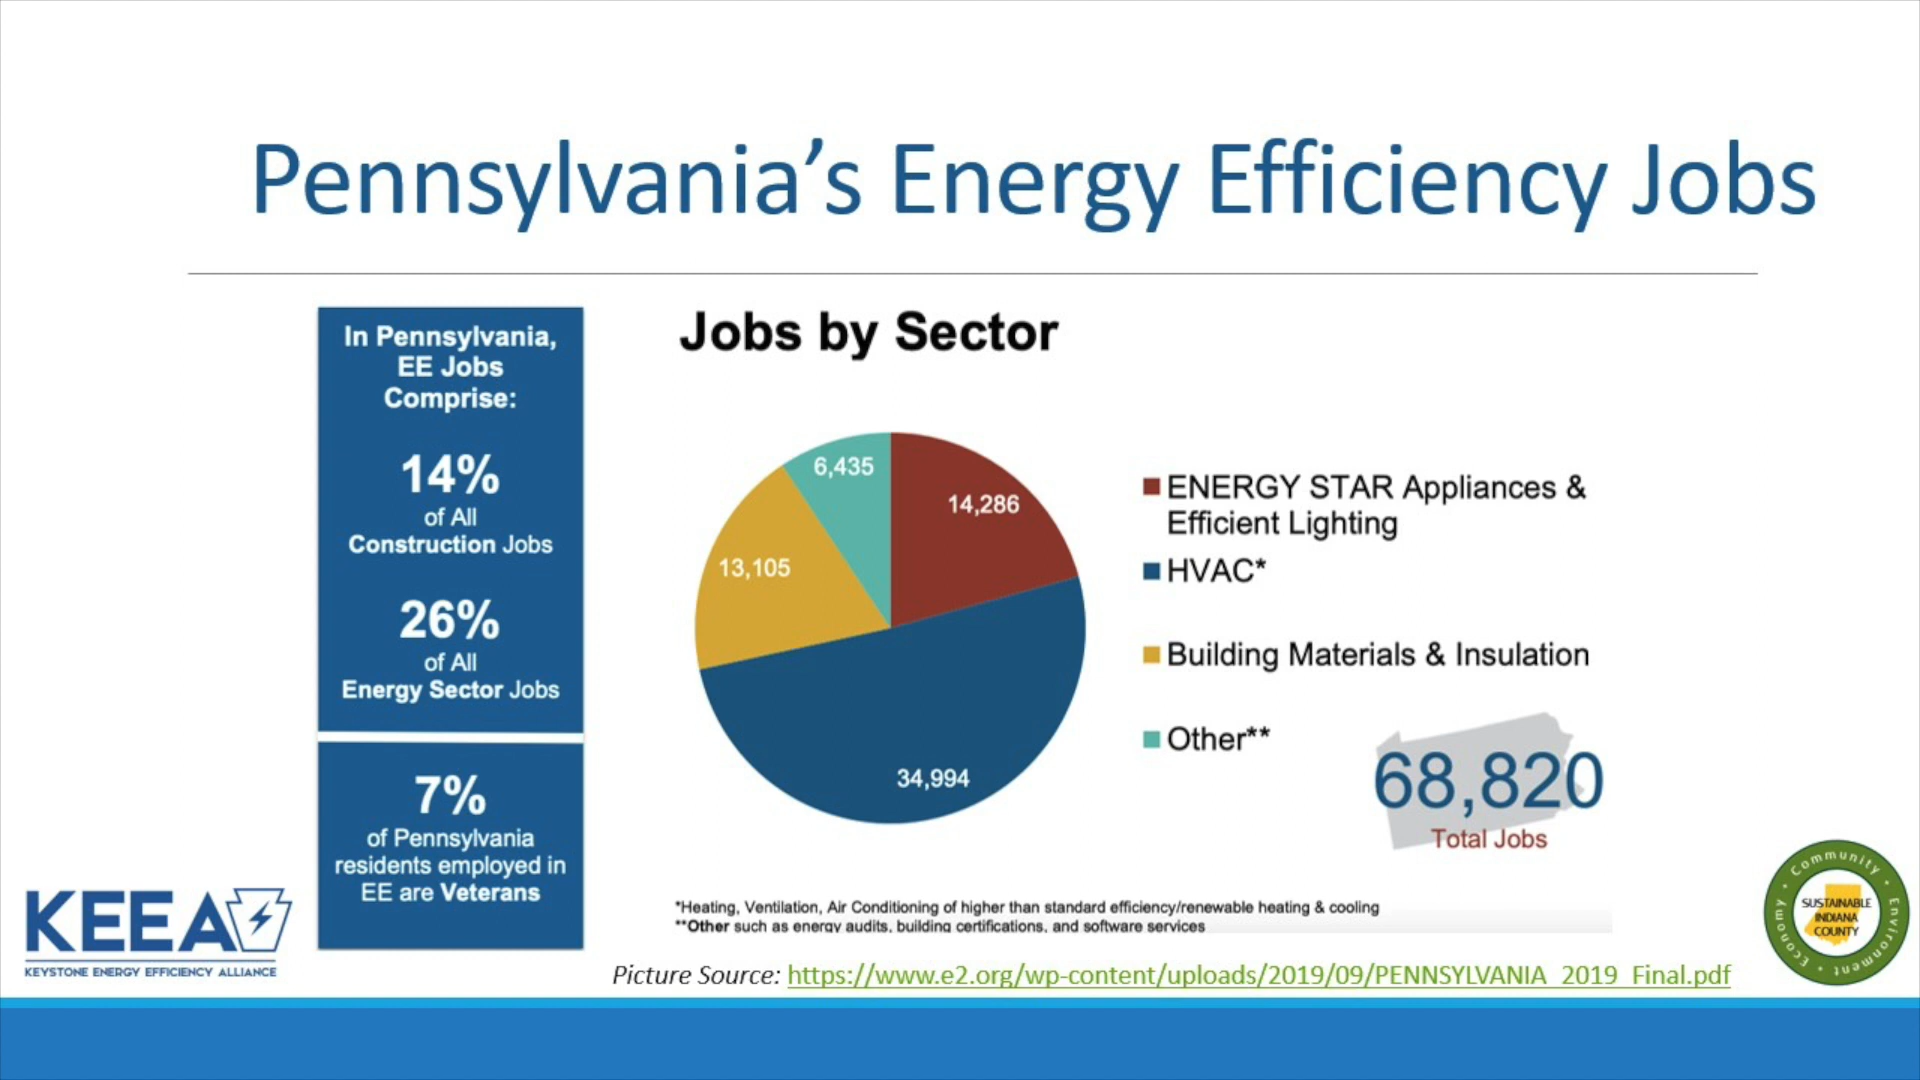 Pennsylvania’s Energy Efficiency Jobs
In Pennsylvania,
EE Jobs
Comprise:
14%
of All
Construction Jobs
26%
of All
Energy Sector Jobs
7%
of Pennsylvania
residents employed in
EE are Veterans
Jobs by Sector
6,435
14,286
13,105
34,994
ENERGY STAR Appliances &
Efficient Lighting
HVAC*
Building Materials & Insulation
Other**
68,820
Total Jobs
*Heating, Ventilation, Air Conditioning of higher than standard efficiency/renewable heating & cooling
**Other such as energy audits, building certifications, and software services
Picture Source: https://www.e2.org/wp-content/uploads/2019/09/PENNSYLVANIA_2019_Final.pdf
KEEA
KEYSTONE ENERGY EFFICIENCY ALLIANCE
Community • Environment • Economy •
SUSTAINABLE
INDIANA
COUNTY